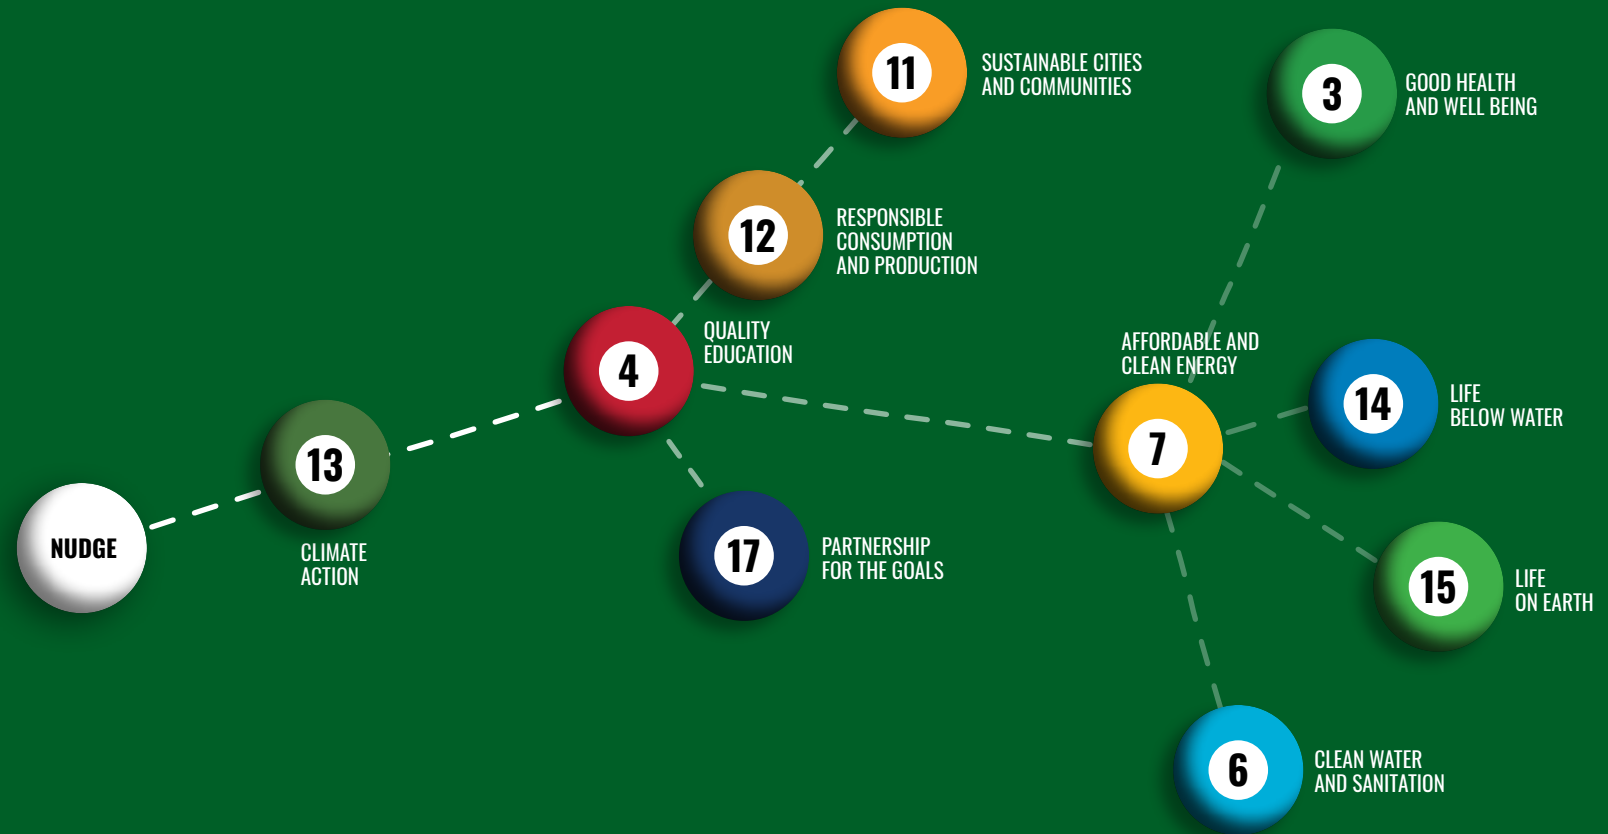 11
SUSTAINABLE CITIES
AND COMMUNITIES
3
GOOD HEALTH
AND WELL BEING
12
RESPONSIBLE
CONSUMPTION
AND PRODUCTION
4
QUALITY
EDUCATION
AFFORDABLE AND
CLEAN ENERGY
7
14
LIFE
BELOW WATER
13
CLIMATE
ACTION
NUDGE
17
PARTNERSHIP
FOR THE GOALS
15
LIFE
ON EARTH
6
CLEAN WATER
AND SANITATION